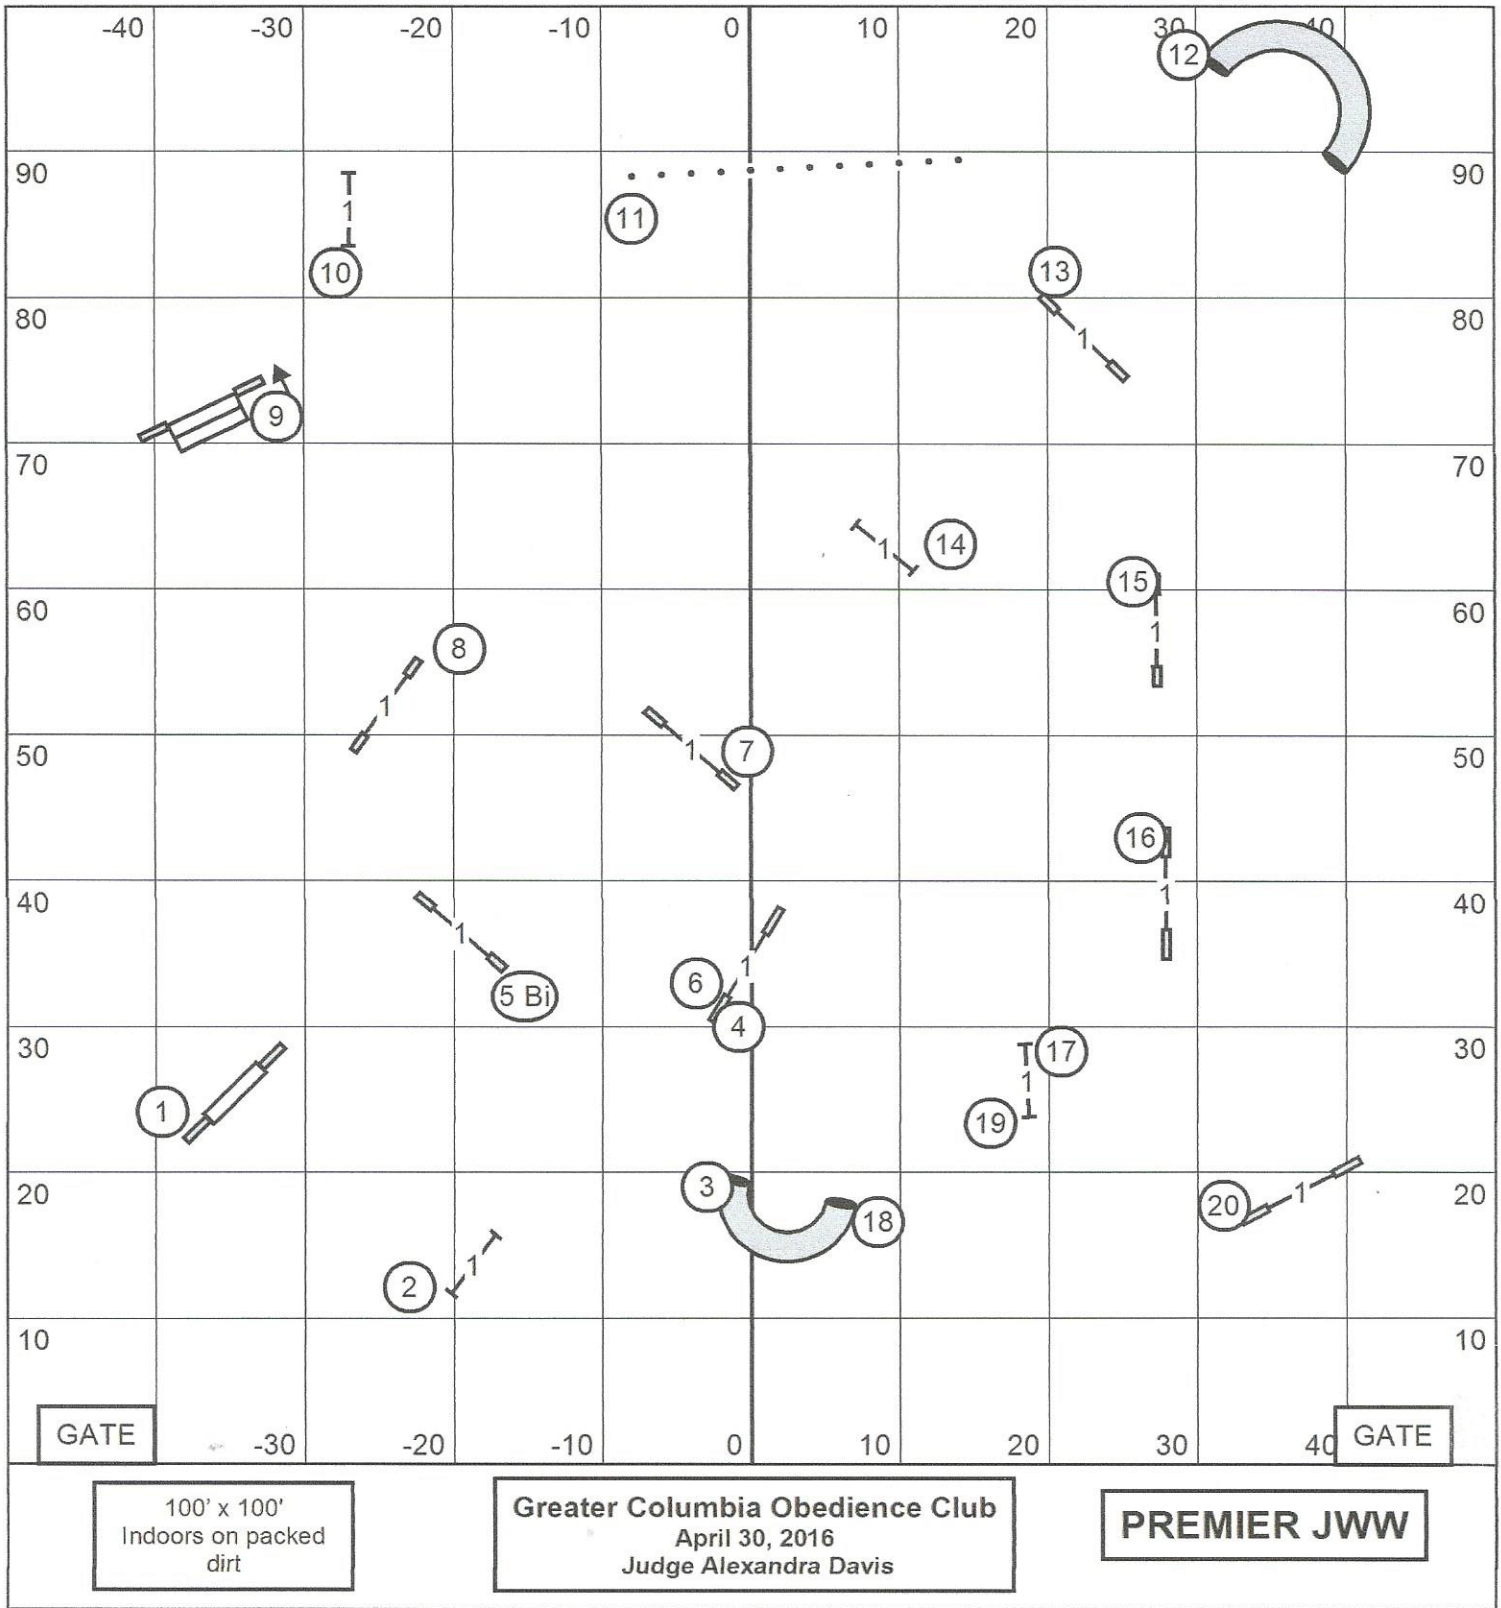 -40 -30 -20 -10 0 10 20 30 40
12
90 90
1
11
10
13
80 80
1
9
70 70
14
1
15
60 60
1
8
1
7
1
50 50
16
40 1 40
1
5 Bi
6 1
4
30 30
17
1
1
19
3 20 20
1 20
18
2 1
10 10
GATE -30 -20 -10 0 10 20 30 40 GATE
100' x 100'
Indoors on packed
dirt
Greater Columbia Obedience Club
April 30, 2016
Judge Alexandra Davis
PREMIER JWW